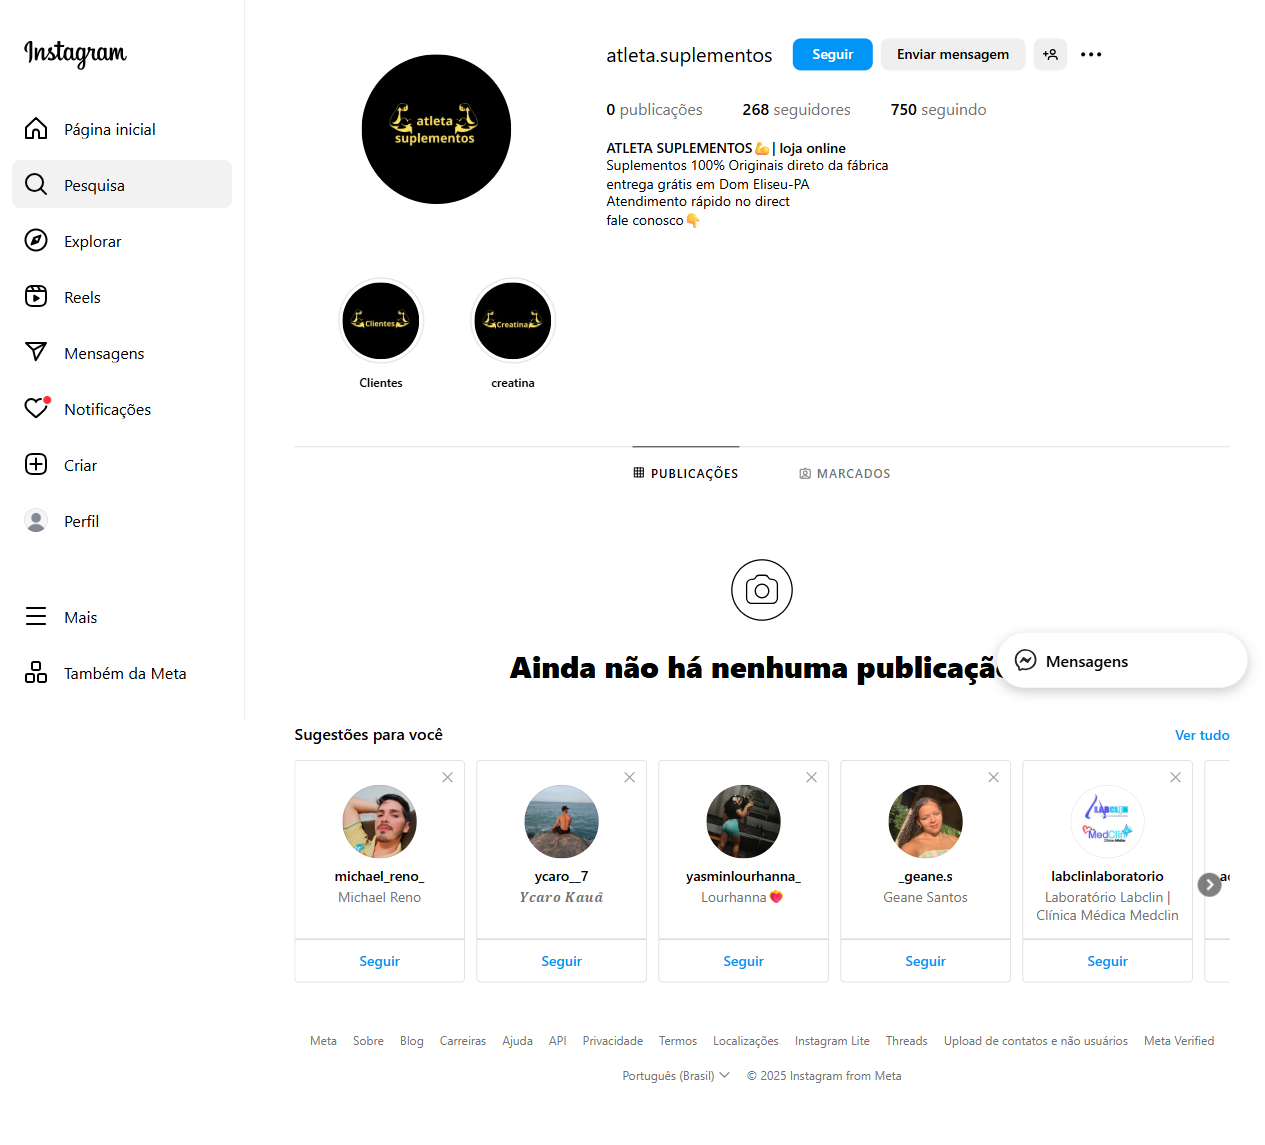 Instagram
Página inicial
Pesquisa
Explorar
Reels
Mensagens
Notificações
Criar
Perfil
Mais
Também da Meta
atleta
suplementos
atleta.suplementos
Seguir
Enviar mensagem
0 publicações
268 seguidores
750 seguindo
ATLETA SUPLEMENTOS💪| loja online
Suplementos 100% Originais direto da fábrica
entrega grátis em Dom Eliseu-PA
Atendimento rápido no direct
fale conosco👇
Clientes
Creatina
Clientes
creatina
PUBLICAÇÕES
MARCADOS
Ainda não há nenhuma publicaçã
Mensagens
Sugestões para você
Ver tudo
michael_reno_
Michael Reno
Seguir
ycaro__7
Ycaro Kauã
Seguir
yasminlourhanna_
Lourhanna💝
Seguir
_geane.s
Geane Santos
Seguir
LABCLIN
MedClin
Clínica Médica
labclinlaboratorio
Laboratório Labclin |
Clínica Médica Medclin
Seguir
Meta Sobre Blog Carreiras Ajuda API Privacidade Termos Localizações Instagram Lite Threads Upload de contatos e não usuários Meta Verified
Português (Brasil) © 2025 Instagram from Meta